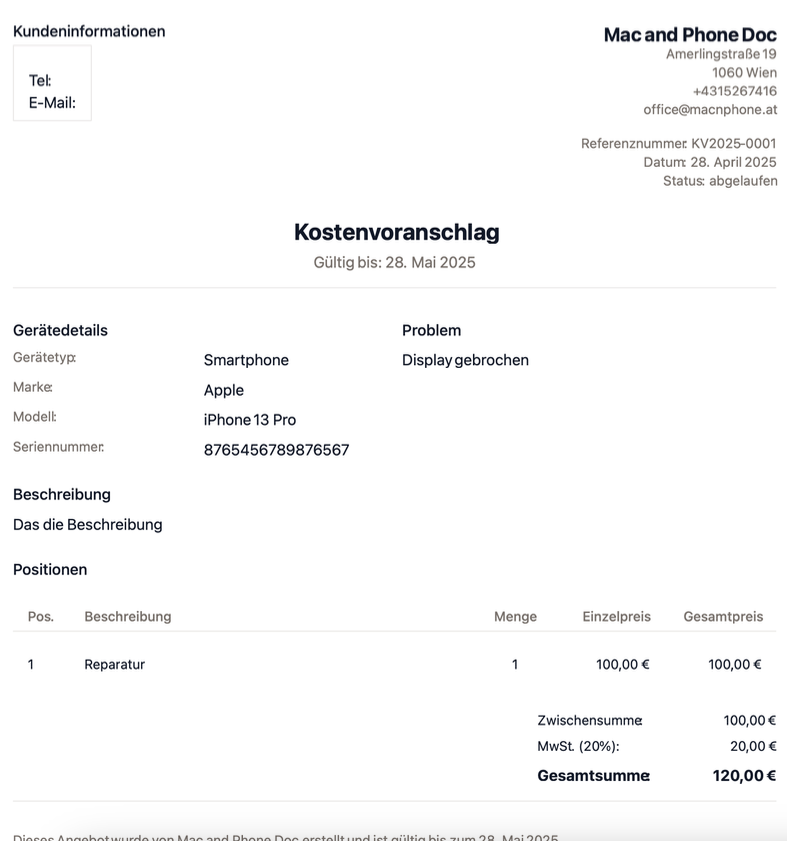 Kundeninformationen
Tel:
E-Mail:
Mac and Phone Doc
Amerlingstraße 19
1060 Wien
+4315267416
office@macnphone.at
Referenznummer: KV2025-0001
Datum: 28. April 2025
Status: abgelaufen
Kostenvoranschlag
Gültig bis: 28. Mai 2025
Gerätedetails
Gerätetyp: Smartphone
Marke: Apple
Modell: iPhone 13 Pro
Seriennummer: 8765456789876567
Problem
Display gebrochen
Beschreibung
Das die Beschreibung
Positionen
Pos. Beschreibung Menge Einzelpreis Gesamtpreis
1 Reparatur 1 100,00 € 100,00 €
Zwischensumme: 100,00 €
MwSt. (20%): 20,00 €
Gesamtsumme: 120,00 €
Dieses Angebot wurde von Mac and Phone Doc erstellt und ist gültig bis zum 28. Mai 2025